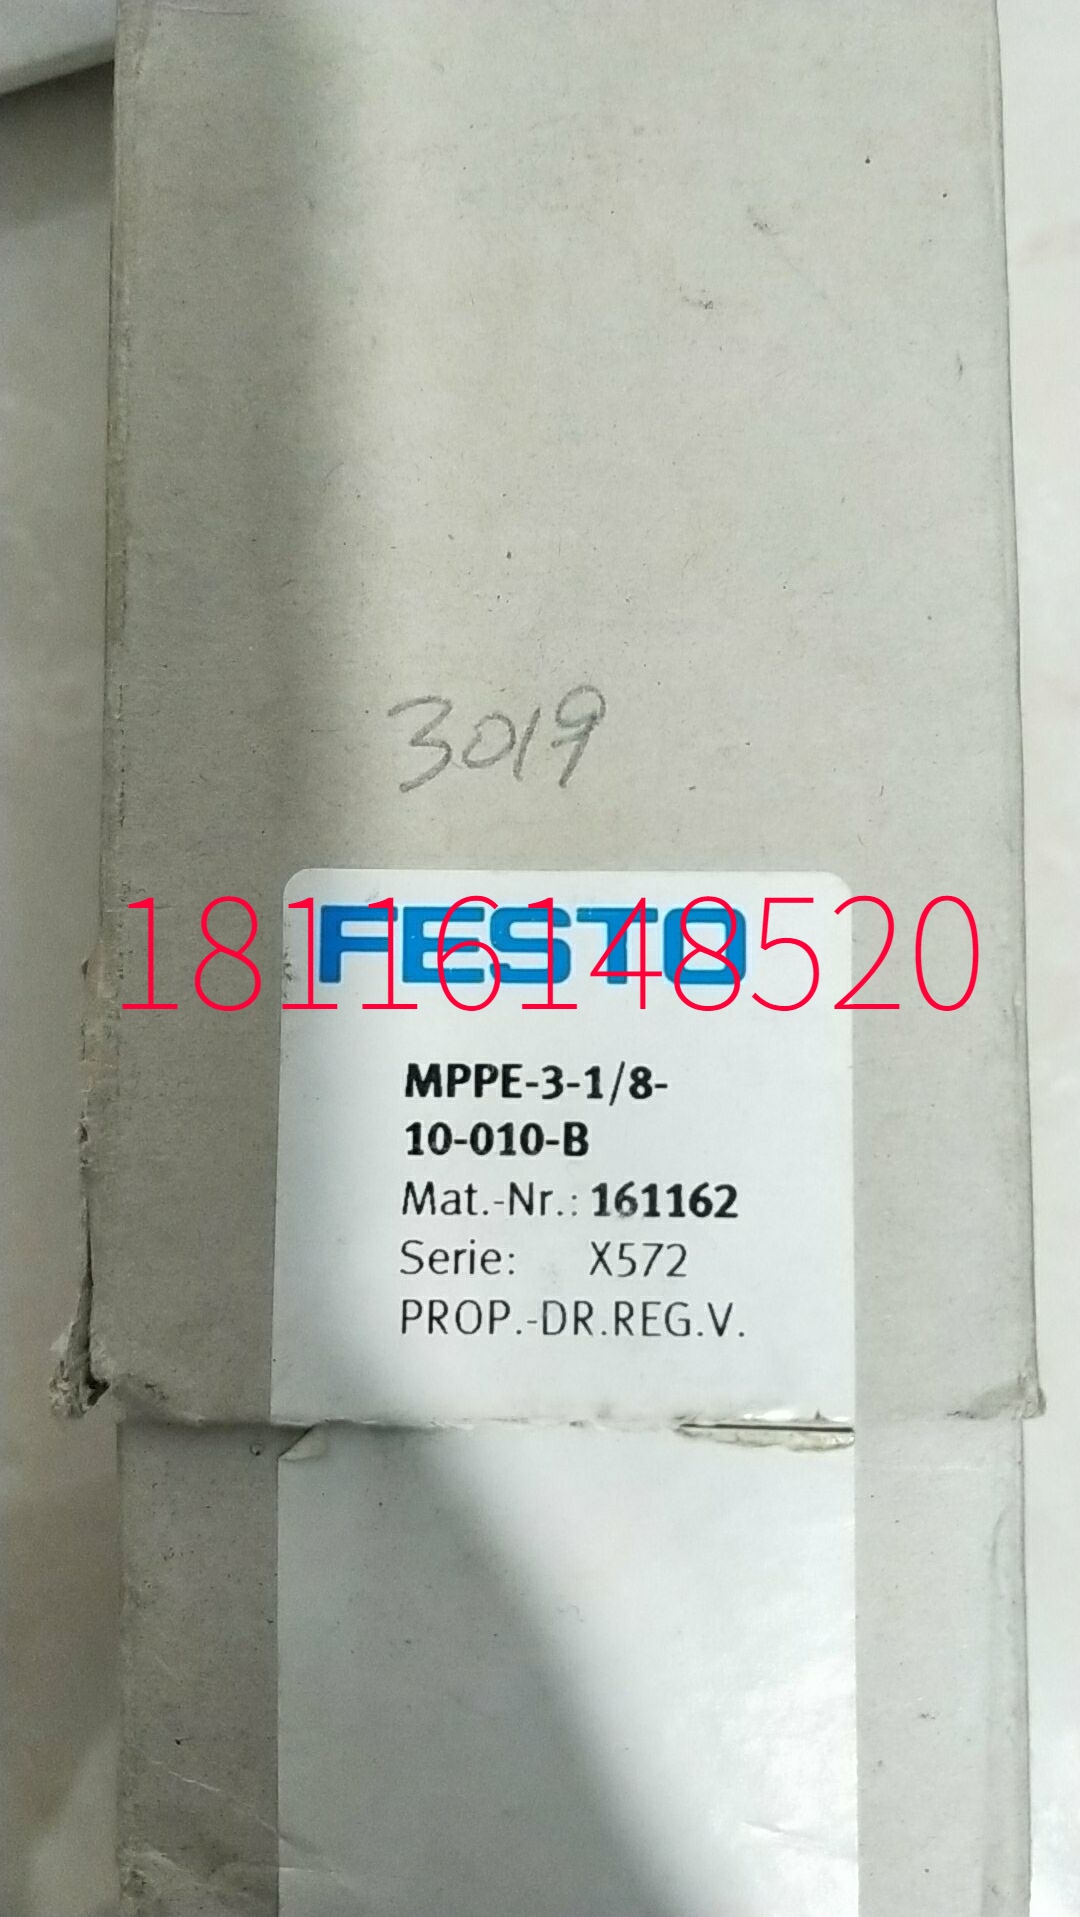 3019
FESTO
18116148520
MPPE-3-1/8-
10-010-B
Mat.-Nr.: 161162
Serie: X572
PROP.-DR.REG.V.